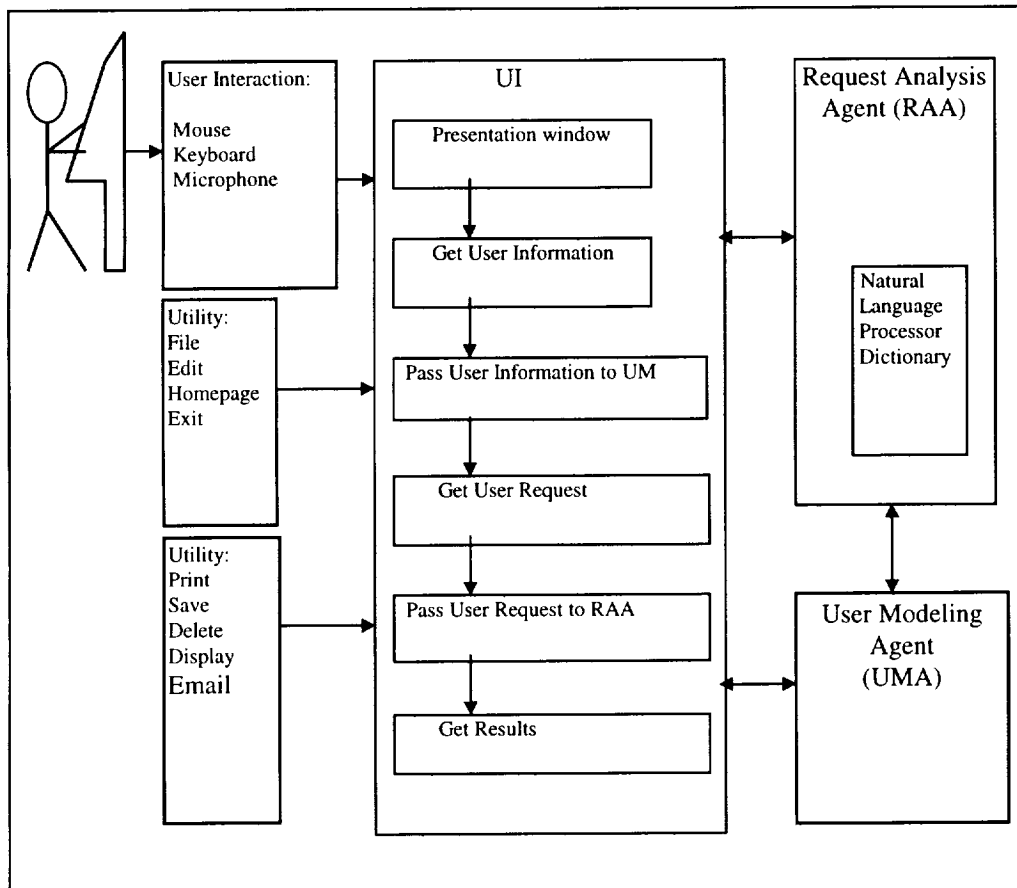 User Interaction:
Mouse
Keyboard
Microphone
Utility:
File
Edit
Homepage
Exit
Utility:
Print
Save
Delete
Display
Email
UI
Presentation window
Get User Information
Pass User Information to UM
Get User Request
Pass User Request to RAA
Get Results
Request Analysis
Agent (RAA)
Natural
Language
Processor
Dictionary
User Modeling
Agent
(UMA)